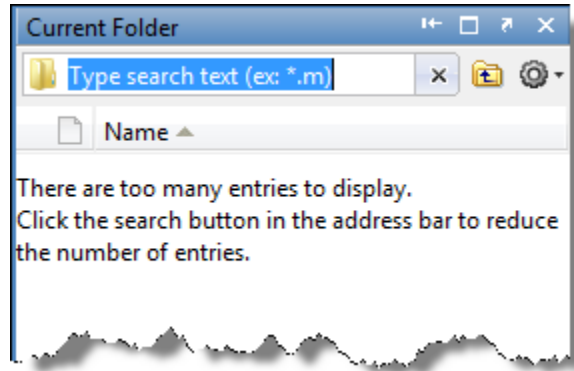 Current Folder
Type search text (ex: *.m)
Name
There are too many entries to display.
Click the search button in the address bar to reduce
the number of entries.